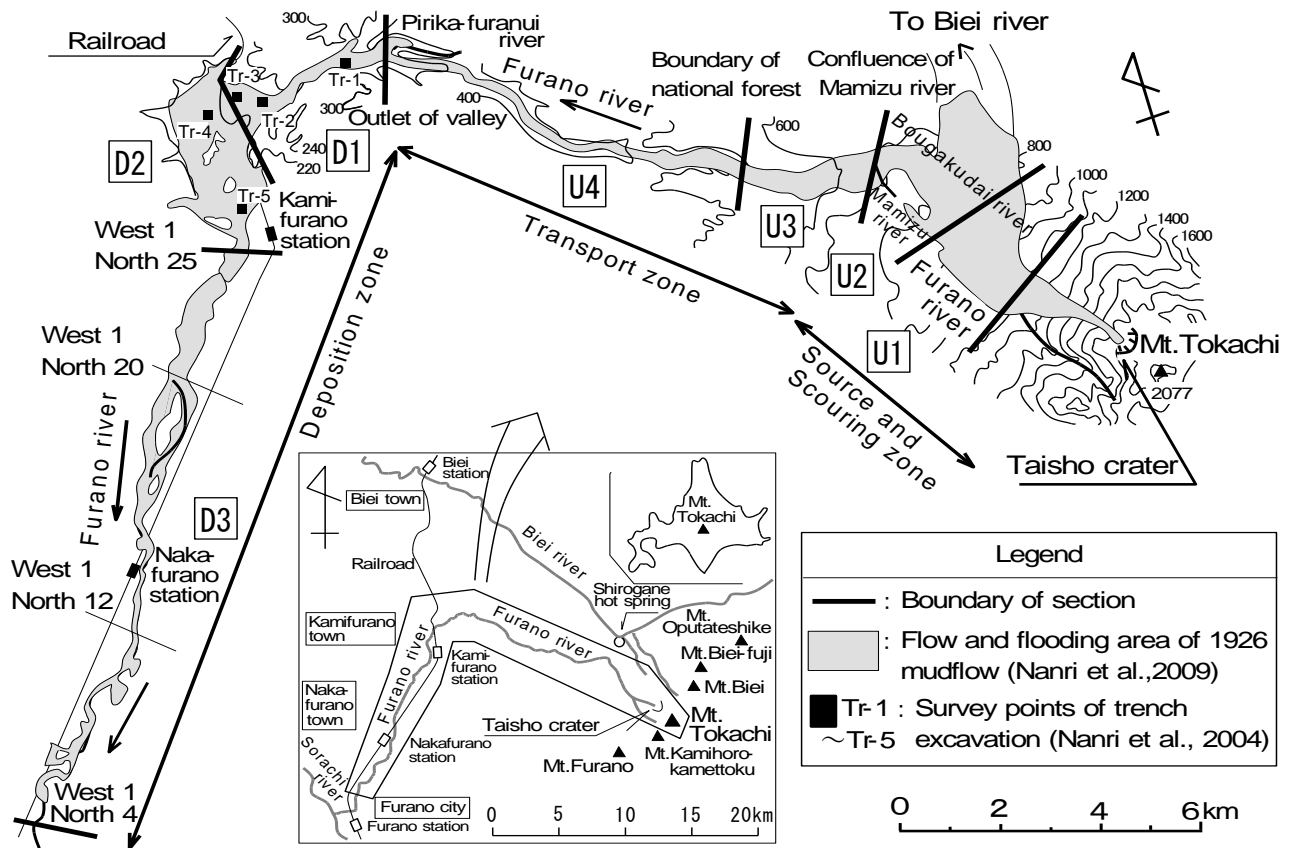 Railroad
300
Pirika-furanui
river
To Biei river
Tr-1
Tr-3
Tr-2
Tr-4
Tr-5
300
Outlet of valley
400
Furano river
Boundary of
national forest
Confluence of
Mamizu river
600
800
1000
1200
1400
1600
240
220
D1
D2
U4
U3
U2
U1
Bougakudai river
Mamizu
river
Furano
river
Kami-
furano
station
West 1
North 25
Transport zone
Mt.Tokachi
2077
Source and
Scouring zone
Taisho crater
West 1
North 20
Deposition zone
Furano river
D3
Naka-
furano
station
West 1
North 12
West 1
North 4
Biei
station
Biei town
Mt.
Tokachi
Biei river
Railroad
Shirogane
hot spring
Kamifurano
town
Furano river
Mt.
Oputateshike
Mt.Biei-fuji
Mt.Biei
Kami-
furano
station
Furano river
Naka-
furano
town
Taisho crater
Mt.
Tokachi
Nakafurano
station
Mt.Kamihoro-
kamettoku
Mt.Furano
Sorachi
river
Furano city
Furano station
0 5 10 15 20km
Legend
: Boundary of section
: Flow and flooding area of 1926
mudflow (Nanri et al.,2009)
Tr-1 : Survey points of trench
~Tr-5 excavation (Nanri et al., 2004)
0 2 4 6km